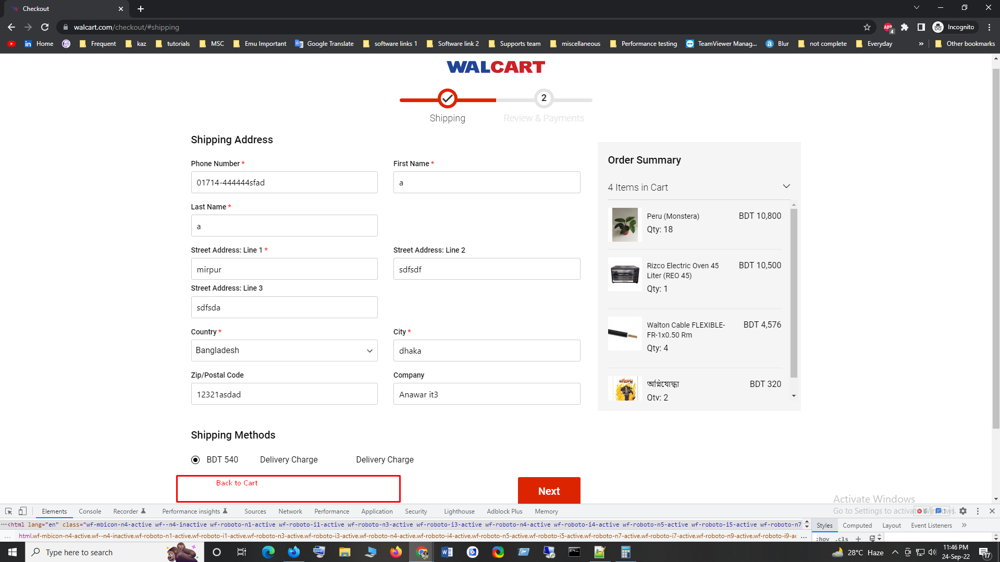 Checkout
walcart.com/checkout/#shipping
4
Incognito
Home
Frequent
kaz
tutorials
MSC
Emu Important
Google Translate
software links 1
Software link 2
Supports team
miscellaneous
Performance testing
TeamViewer Manag...
Blur
not complete
Everyday
»
Other bookmarks
WALCART
2
Shipping
Review & Payments
Shipping Address
Phone Number *
01714-444444sfad
First Name *
a
Last Name *
a
Street Address: Line 1 *
mirpur
Street Address: Line 2
sdfsdf
Street Address: Line 3
sdfsda
Country *
Bangladesh
City *
dhaka
Zip/Postal Code
12321asdad
Company
Anawar it3
Order Summary
4 Items in Cart
Peru (Monstera)
BDT 10,800
Qty: 18
Rizco Electric Oven 45
Liter (REO 45)
BDT 10,500
Qty: 1
Walton Cable FLEXIBLE-
FR-1x0.50 Rm
BDT 4,576
Qty: 4
অগ্নিযোদ্ধা
BDT 320
Qty: 2
Shipping Methods
BDT 540
Delivery Charge
Delivery Charge
Back to Cart
Next
Activate Windows
Go to Settings to activate Windows.
Elements
Console
Recorder
Performance insights
Sources
Network
Performance
Application
Security
Lighthouse
Adblock Plus
Memory
6
1
<html lang="en" class="wf-mbicon-n4-active wf--n4-inactive wf-roboto-n1-active wf-roboto-i1-active wf-roboto-n3-active wf-roboto-i3-active wf-roboto-n4-active wf-roboto-i4-active wf-roboto-n5-active wf-roboto-i5-active wf-roboto-n7
... html.wf-mbicon-n4-active.wf--n4-inactive.wf-roboto-n1-active.wf-roboto-i1-active.wf-roboto-n3-active.wf-roboto-i3-active.wf-roboto-n4-active.wf-roboto-i4-active.wf-roboto-n5-active.wf-roboto-i5-active.wf-roboto-n7-active.wf-roboto-i7-active.wf-roboto-n9-active.wf-roboto-i9-ac ...
Styles
Computed
Layout
Event Listeners
»
:hov .cls +
Type here to search
28°C Haze
11:46 PM
24-Sep-22
17